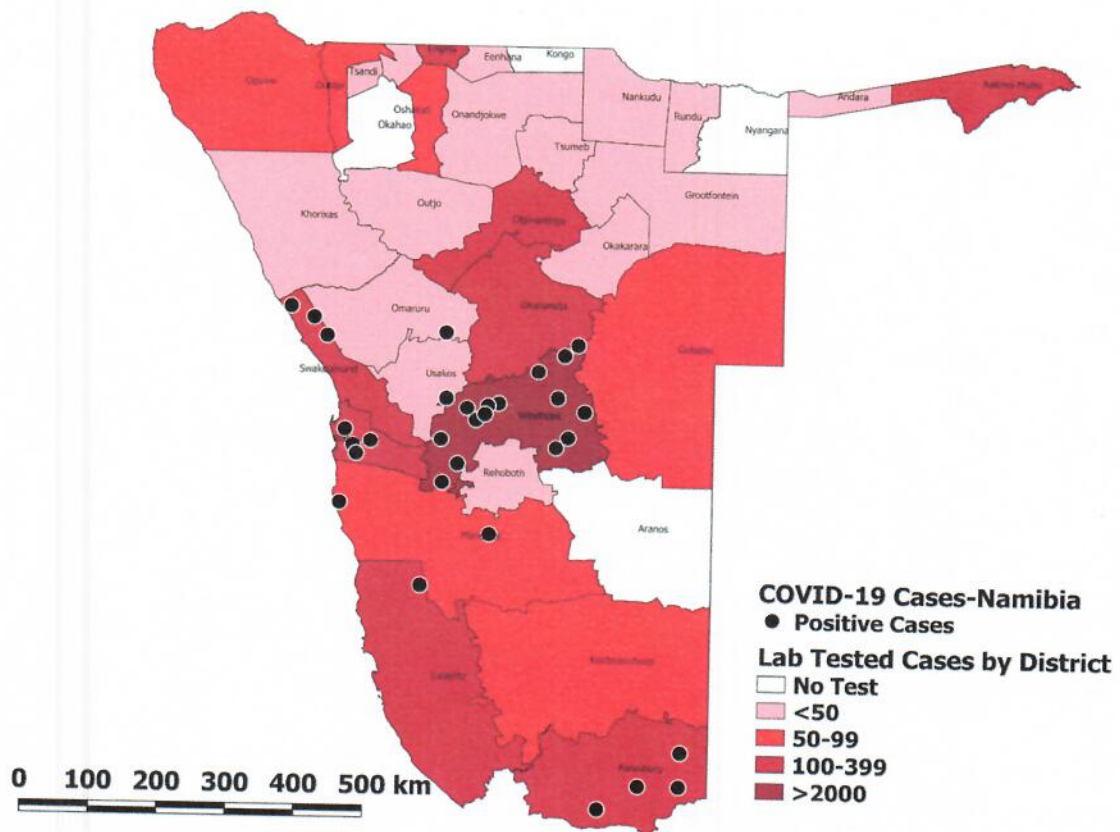 Kongo
Eenhana
Tsandi
Andara
Nankudu
Oshakati
Onandjokwe
Rundu
Okahao
Nyangana
Tsumeb
Grootfontein
Outjo
Khorixas
Okakarara
Omaruru
Swakopmund
Usakos
Rehoboth
Aranos
COVID-19 Cases-Namibia
Positive Cases
Lab Tested Cases by District
No Test
<50
50-99
100-399
>2000
0 100 200 300 400 500 km